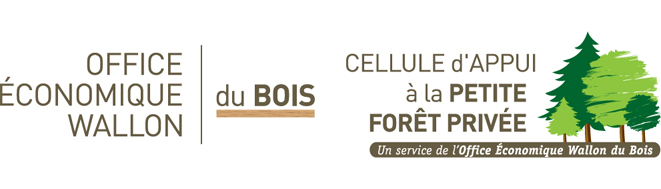 OFFICE
ÉCONOMIQUE
WALLON
du BOIS
CELLULE d'APPUI
à la PETITE
FORÊT PRIVÉE
Un service de l'Office Économique Wallon du Bois